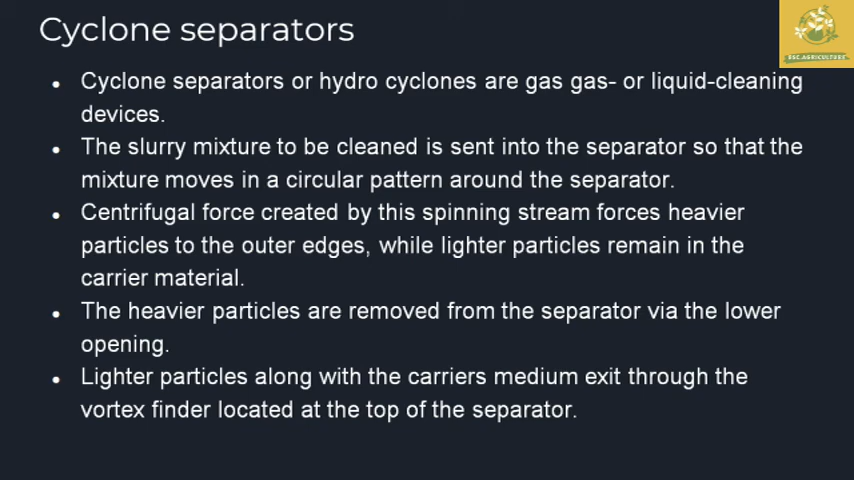 Cyclone separators
BSC.AGRICULTURE
• Cyclone separators or hydro cyclones are gas gas- or liquid-cleaning
devices.
• The slurry mixture to be cleaned is sent into the separator so that the
mixture moves in a circular pattern around the separator.
• Centrifugal force created by this spinning stream forces heavier
particles to the outer edges, while lighter particles remain in the
carrier material.
• The heavier particles are removed from the separator via the lower
opening.
• Lighter particles along with the carriers medium exit through the
vortex finder located at the top of the separator.